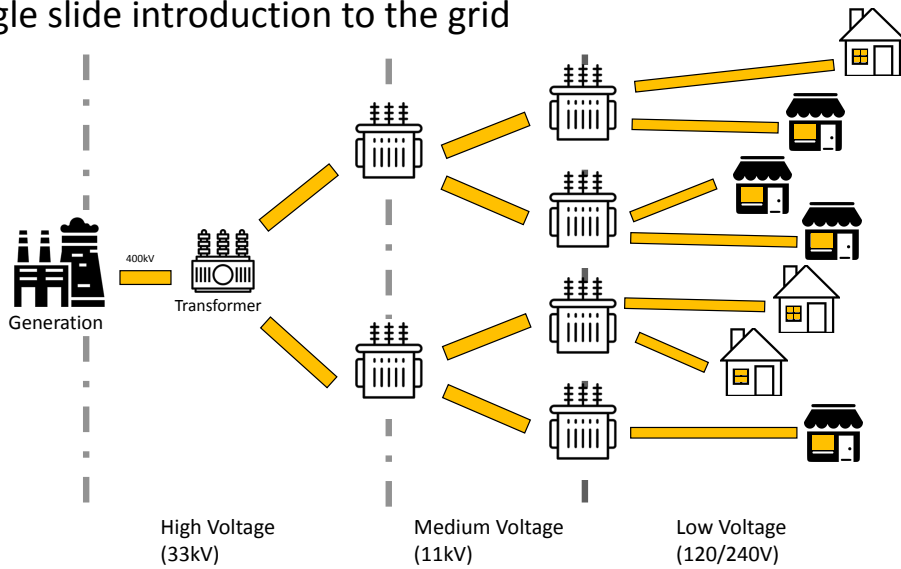 gle slide introduction to the grid
400kV
Transformer
Generation
High Voltage
(33kV)
Medium Voltage
(11kV)
Low Voltage
(120/240V)